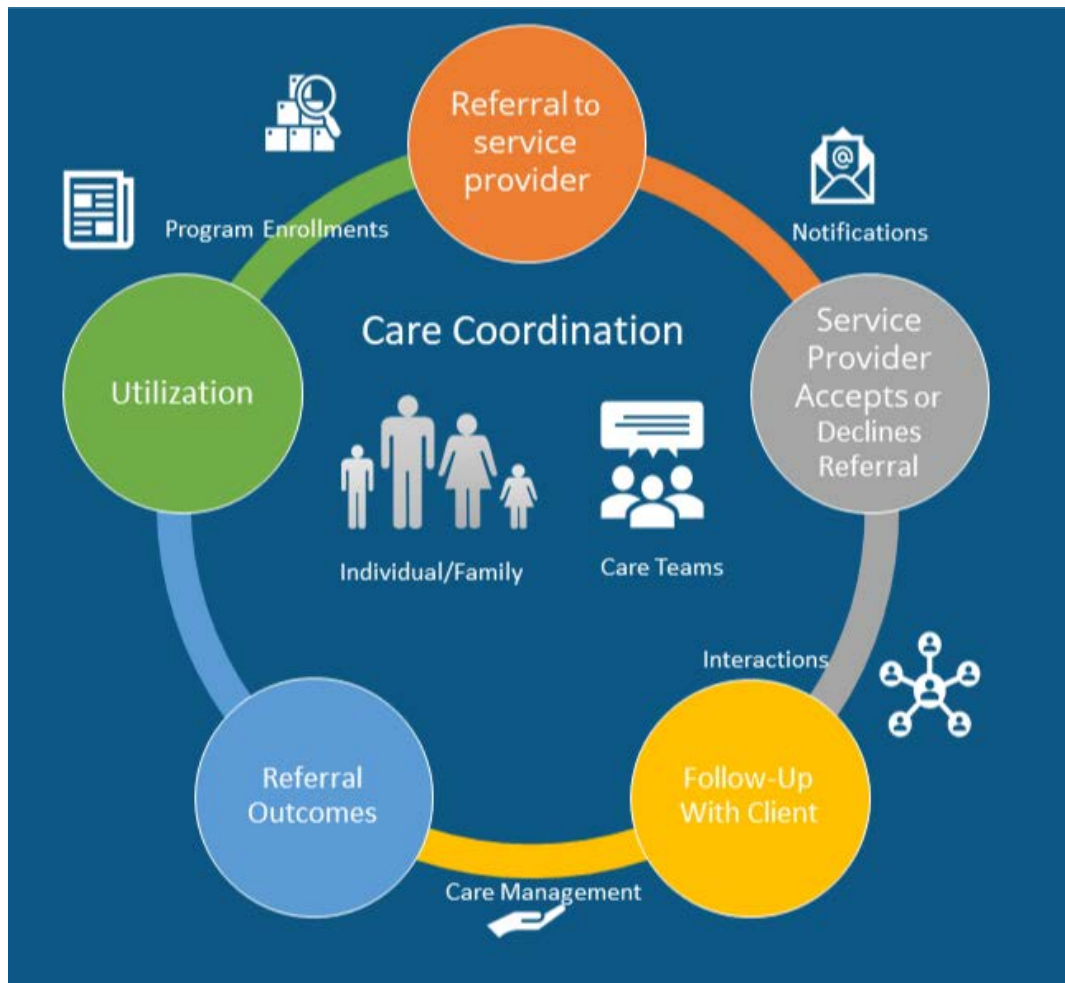 Referral to
service
provider
Program Enrollments
@
Notifications
Care Coordination
Service
Provider
Accepts or
Declines
Referral
Utilization
Individual/Family
Care Teams
Interactions
Referral
Outcomes
Follow-Up
With Client
Care Management